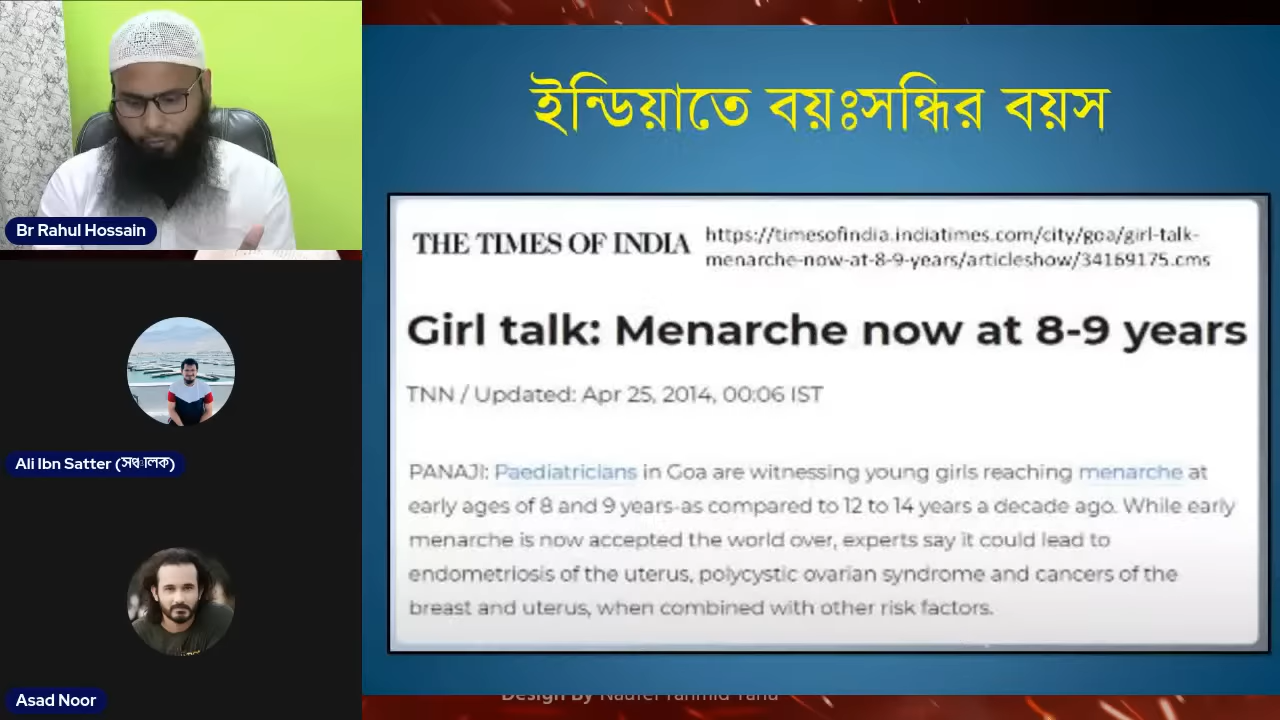 ইন্ডিয়াতে বয়ঃসন্ধির বয়স
THE TIMES OF INDIA
https://timesofindia.indiatimes.com/city/goa/girl-talk-
menarche-now-at-8-9-years/articleshow/34169175.cms
Girl talk: Menarche now at 8-9 years
TNN / Updated: Apr 25, 2014, 00:06 IST
PANAJI: Paediatricians in Goa are witnessing young girls reaching menarche at
early ages of 8 and 9 years-as compared to 12 to 14 years a decade ago. While early
menarche is now accepted the world over, experts say it could lead to
endometriosis of the uterus, polycystic ovarian syndrome and cancers of the
breast and uterus, when combined with other risk factors.
Br Rahul Hossain
Ali Ibn Satter (সঞ্চালক)
Asad Noor
Design By